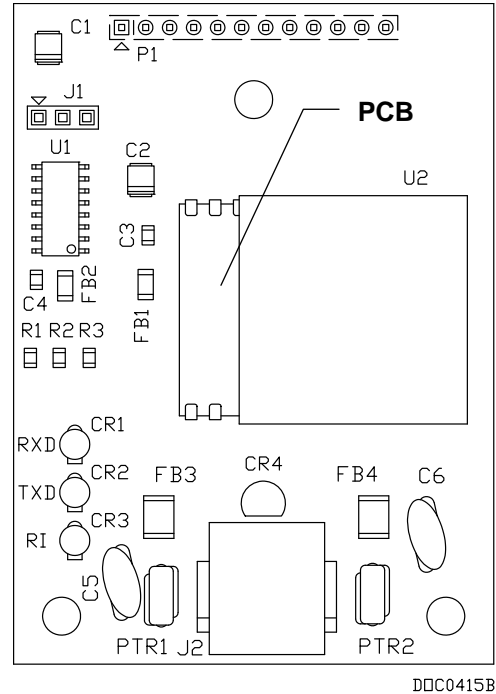 C1
P1
J1
PCB
U1
C2
U2
C3
C4
FB2
FB1
R1 R2 R3
CR1
RXD
CR2
TXD
CR3
RI
FB3
CR4
FB4
C6
C5
PTR1
J2
PTR2
DOC0415B